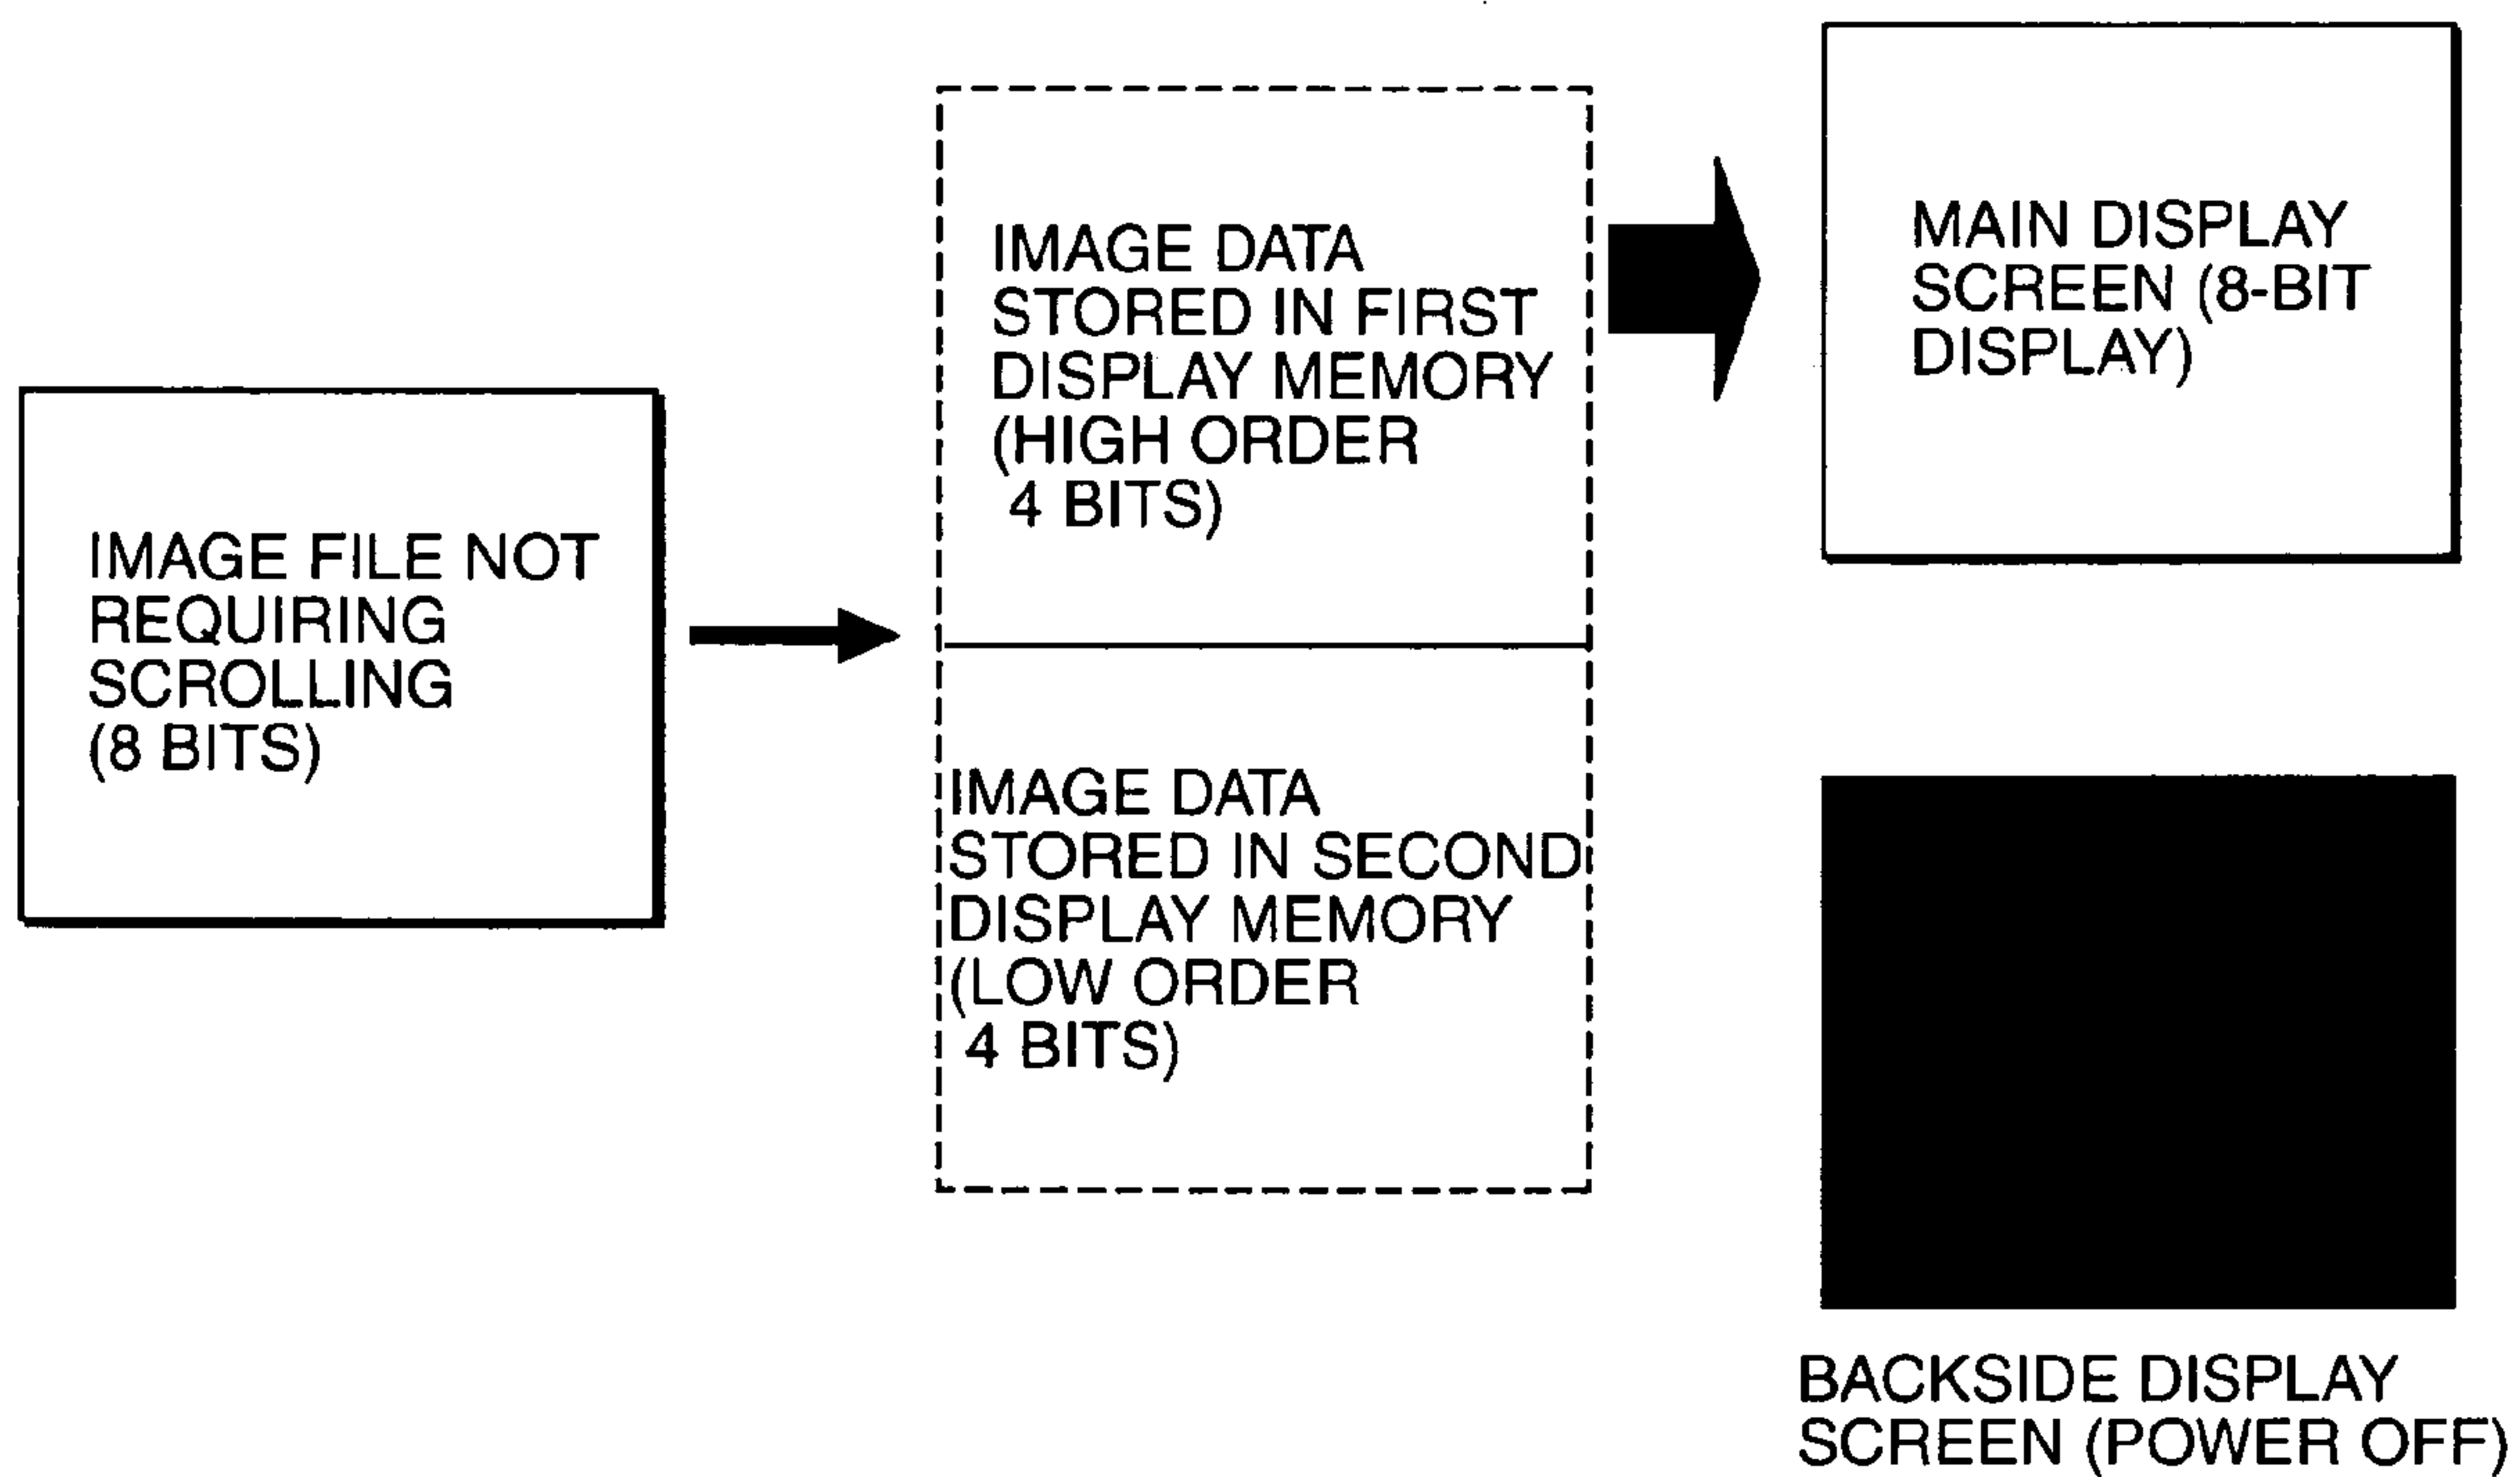 IMAGE FILE NOT
REQUIRING
SCROLLING
(8 BITS)
IMAGE DATA
STORED IN FIRST
DISPLAY MEMORY
(HIGH ORDER
4 BITS)
IMAGE DATA
STORED IN SECOND
DISPLAY MEMORY
(LOW ORDER
4 BITS)
MAIN DISPLAY
SCREEN (8-BIT
DISPLAY)
BACKSIDE DISPLAY
SCREEN (POWER OFF)